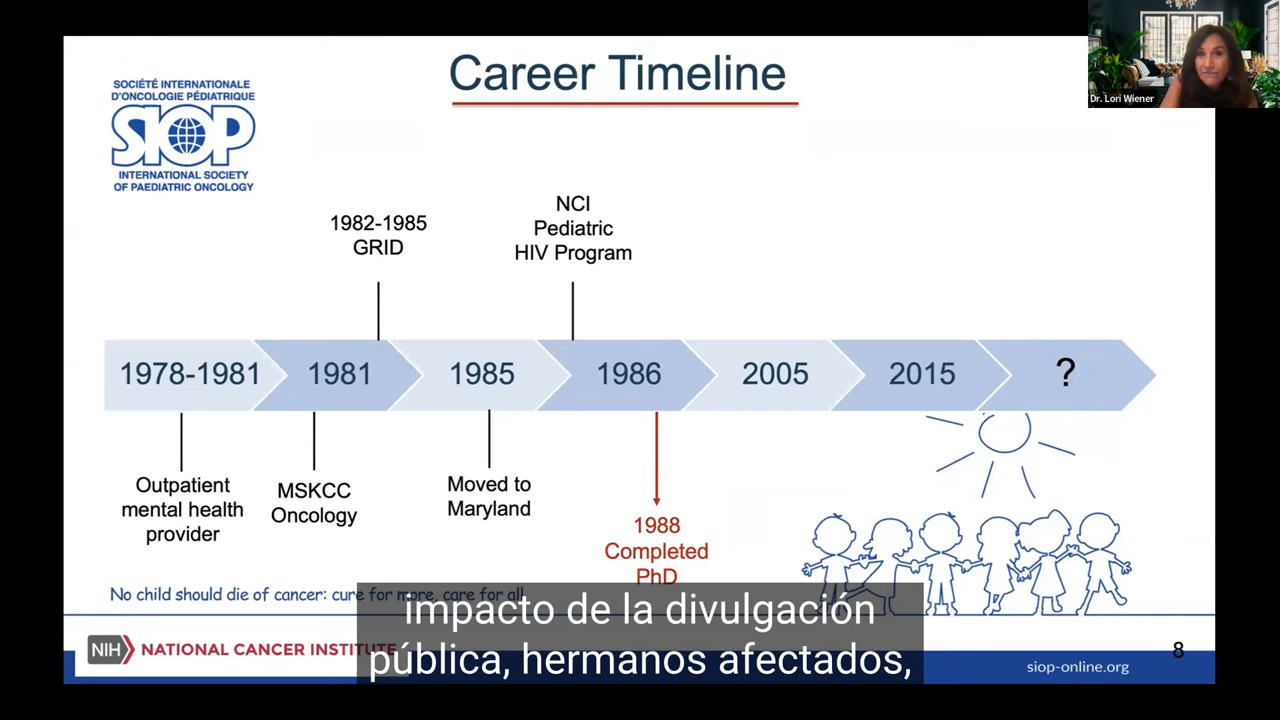 Career Timeline
Dr. Lori Wiener
SOCIÉTÉ INTERNATIONALE
D'ONCOLOGIE PÉDIATRIQUE
SIOP
INTERNATIONAL SOCIETY
OF PAEDIATRIC ONCOLOGY
1982-1985
GRID
NCI
Pediatric
HIV Program
1978-1981
1981
1985
1986
2005
2015
?
Outpatient
mental health
provider
MSKCC
Oncology
Moved to
Maryland
1988
Completed
PhD
No child should die of cancer: cure for more, care for all
impacto de la divulgación
pública, hermanos afectados,
NIH NATIONAL CANCER INSTITUTE
siop-online.org
8